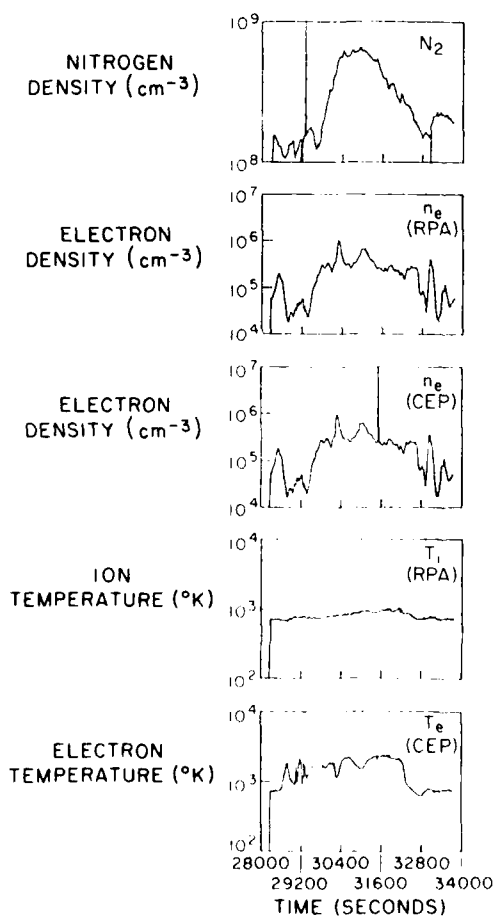 NITROGEN
DENSITY (cm⁻³)
10⁹
10⁸
N₂
ELECTRON
DENSITY (cm⁻³)
10⁷
10⁶
10⁵
10⁴
nₑ
(RPA)
ELECTRON
DENSITY (cm⁻³)
10⁷
10⁶
10⁵
10⁴
nₑ
(CEP)
ION
TEMPERATURE (°K)
10⁴
10³
10²
Tᵢ
(RPA)
ELECTRON
TEMPERATURE (°K)
10⁴
10³
10²
Tₑ
(CEP)
28000 30400 32800
29200 31600 34000
TIME (SECONDS)